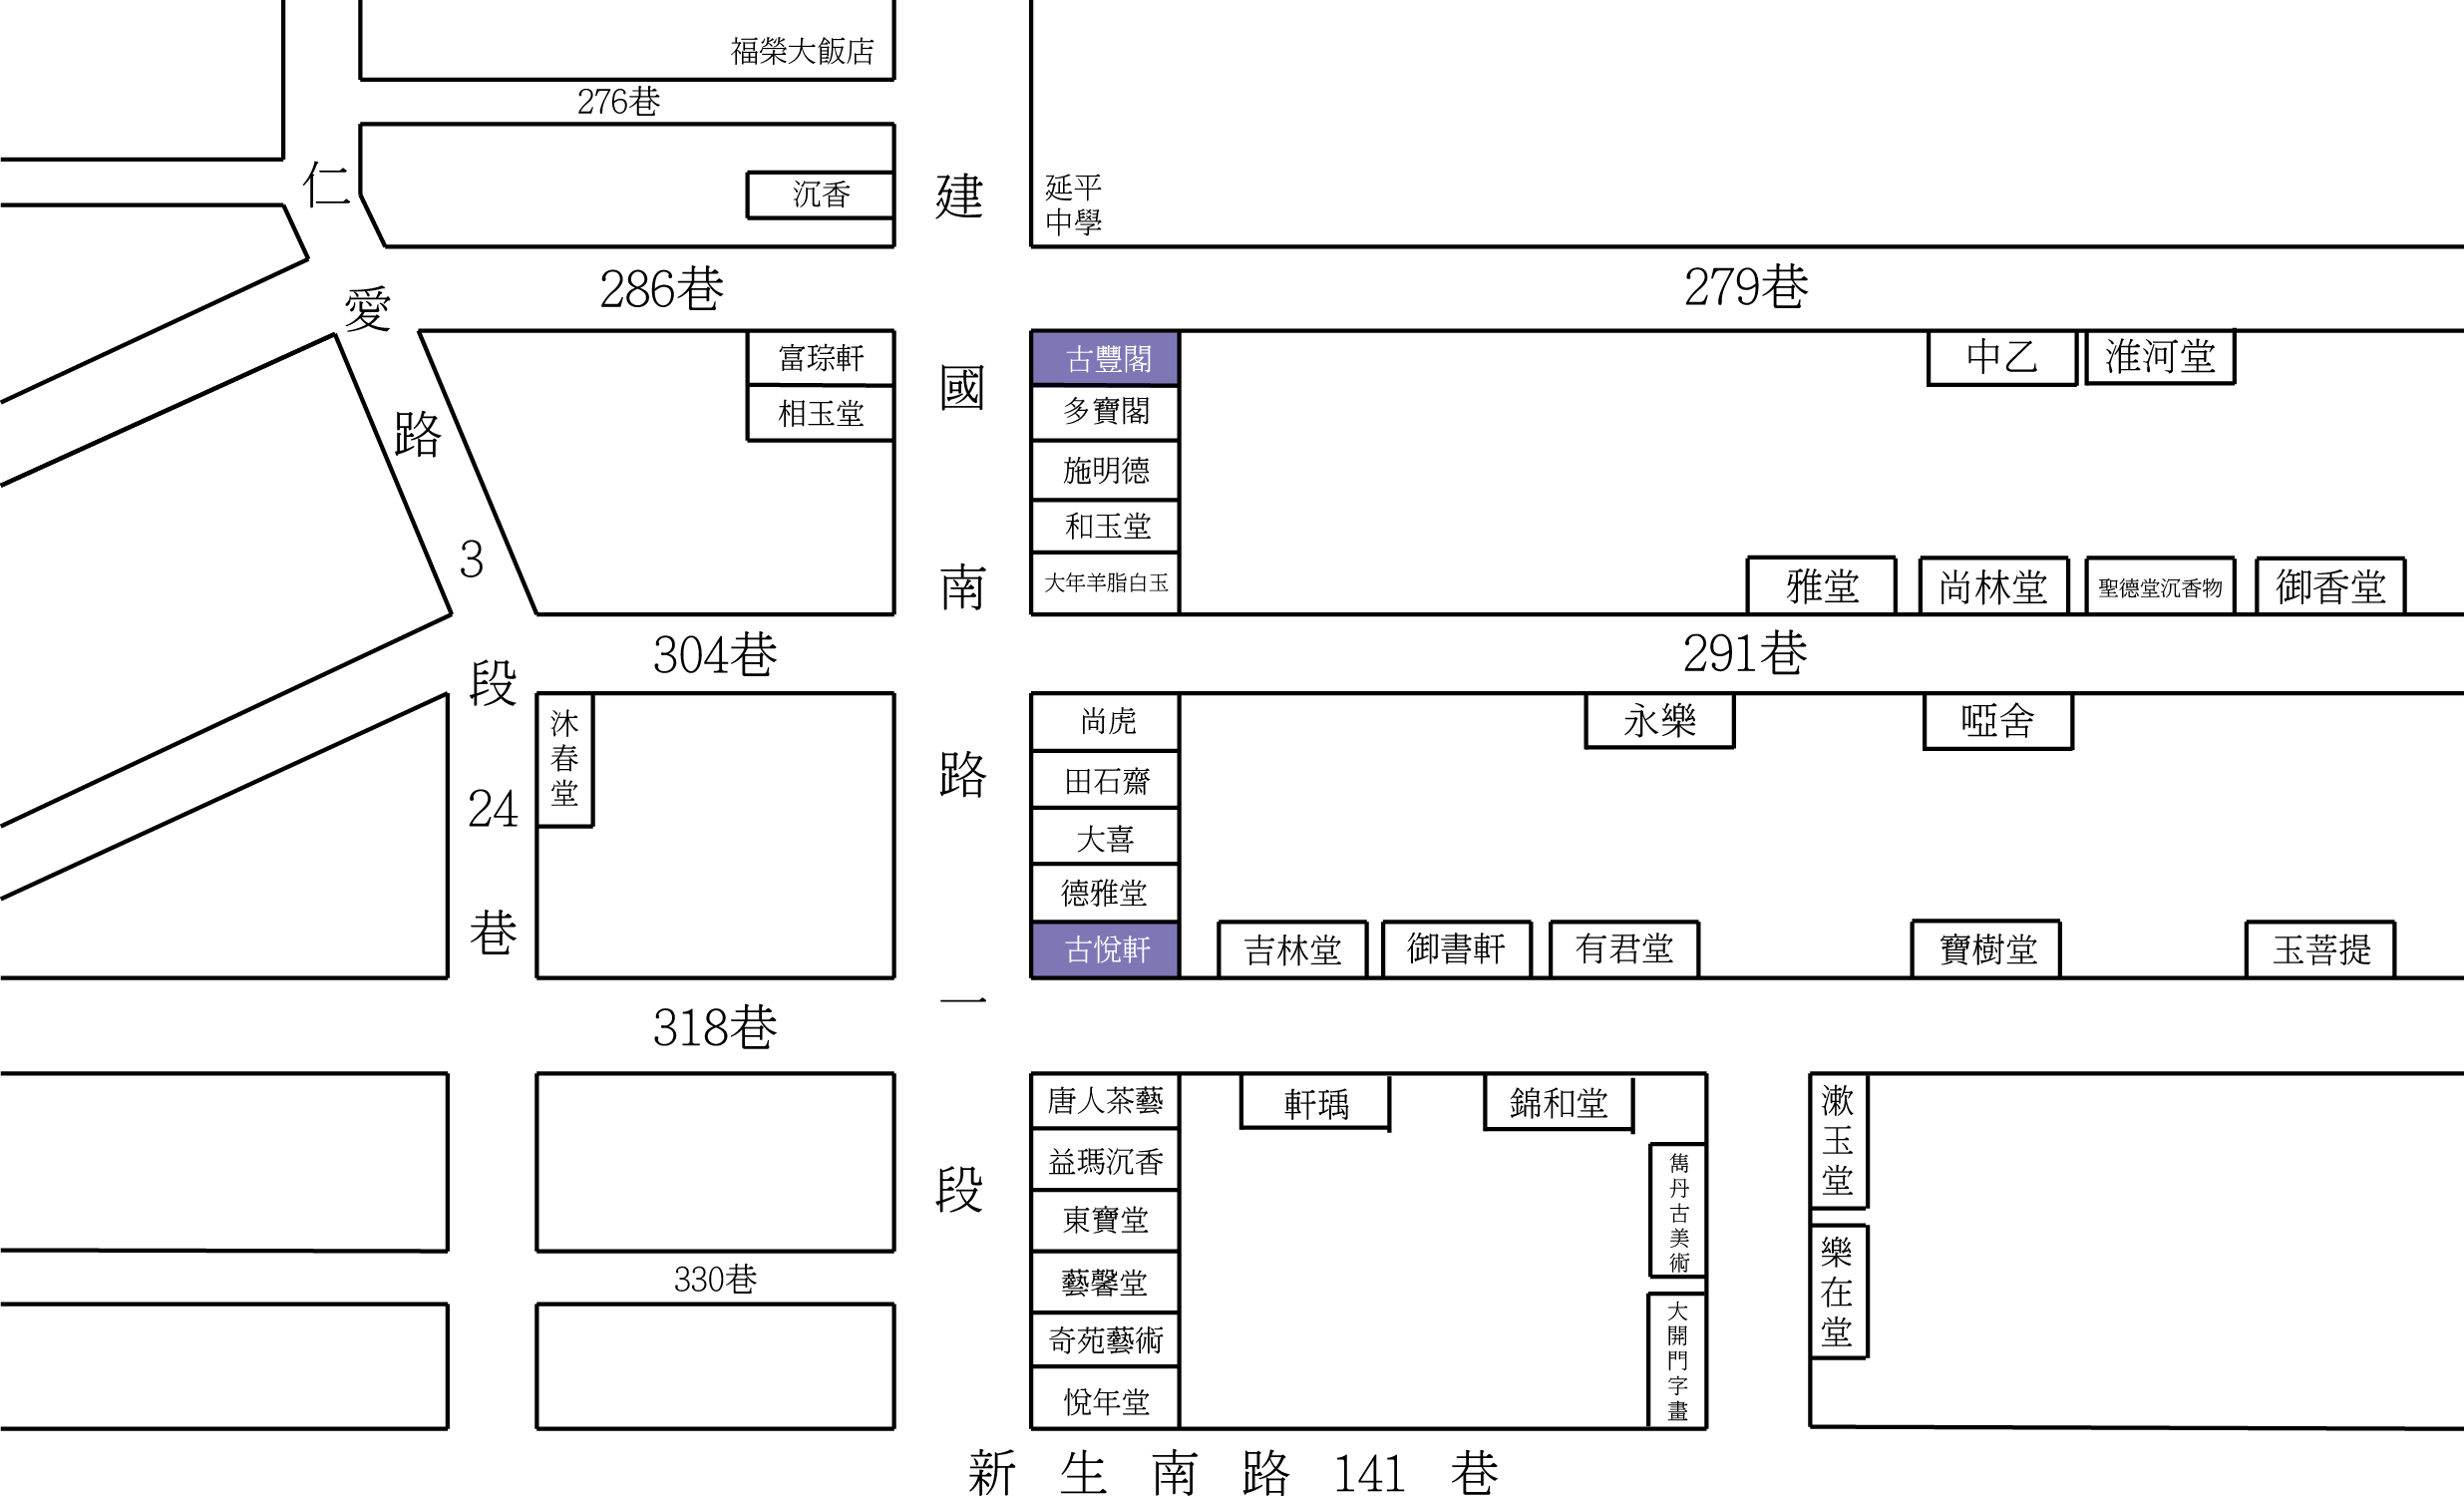 福榮大飯店
276巷
沉香
延平
中學
仁愛路3段24巷
建國南路一段
286巷
279巷
富琮軒
相玉堂
古豐閣
多寶閣
施明德
和玉堂
大年羊脂白玉
中乙
淮河堂
雅堂
尚林堂
聖德堂沉香物
御香堂
304巷
291巷
沐春堂
尚虎
田石齋
大喜
德雅堂
古悅軒
永樂
啞舍
吉林堂
御書軒
有君堂
寶樹堂
玉菩提
318巷
唐人茶藝
益瑪沉香
東寶堂
藝馨堂
奇苑藝術
悅年堂
軒瑀
錦和堂
雋丹古美術
大開門字畫
漱玉堂
樂在堂
330巷
新生南路141巷